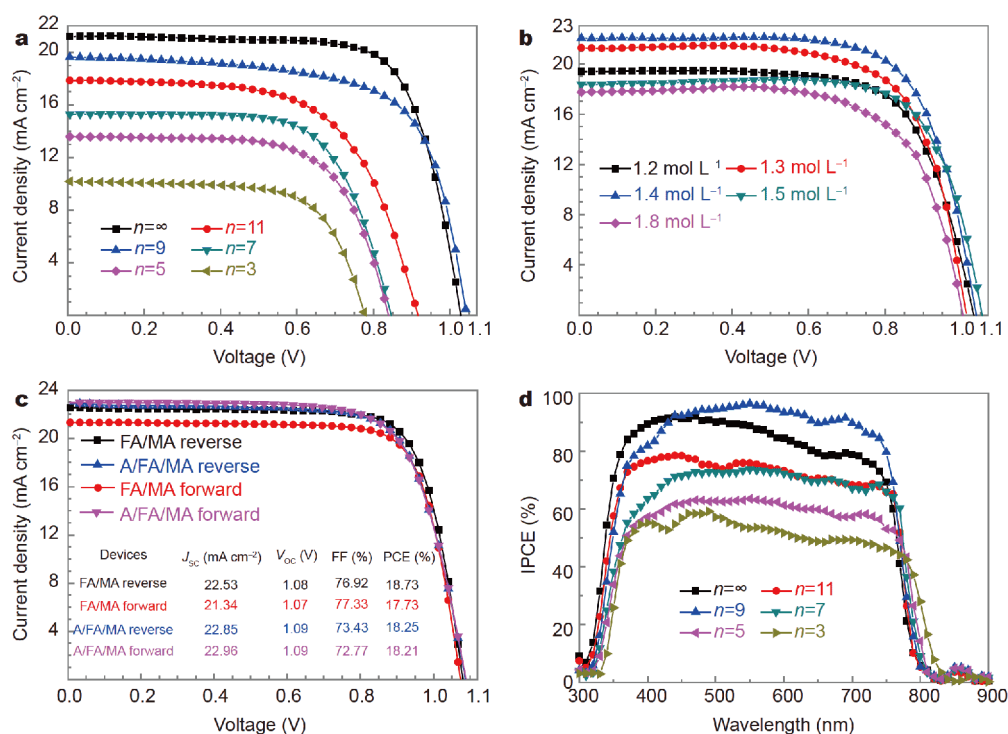 a
22
20
16
12
8
4
Current density (mA cm⁻²)
n=∞ n=11
n=9 n=7
n=5 n=3
0.0 0.2 0.4 0.6 0.8 1.0 1.1
Voltage (V)
b
23
20
16
12
8
4
Current density (mA cm⁻²)
1.2 mol L⁻¹ 1.3 mol L⁻¹
1.4 mol L⁻¹ 1.5 mol L⁻¹
1.8 mol L⁻¹
0.0 0.2 0.4 0.6 0.8 1.0 1.1
Voltage (V)
c
24
20
16
12
8
4
Current density (mA cm⁻²)
FA/MA reverse
A/FA/MA reverse
FA/MA forward
A/FA/MA forward
Devices JSC (mA cm⁻²) VOC (V) FF (%) PCE (%)
FA/MA reverse 22.53 1.08 76.92 18.73
FA/MA forward 21.34 1.07 77.33 17.73
A/FA/MA reverse 22.85 1.09 73.43 18.25
A/FA/MA forward 22.96 1.09 72.77 18.21
0.0 0.2 0.4 0.6 0.8 1.0 1.1
Voltage (V)
d
100
80
60
40
20
0
IPCE (%)
n=∞ n=11
n=9 n=7
n=5 n=3
300 400 500 600 700 800 900
Wavelength (nm)